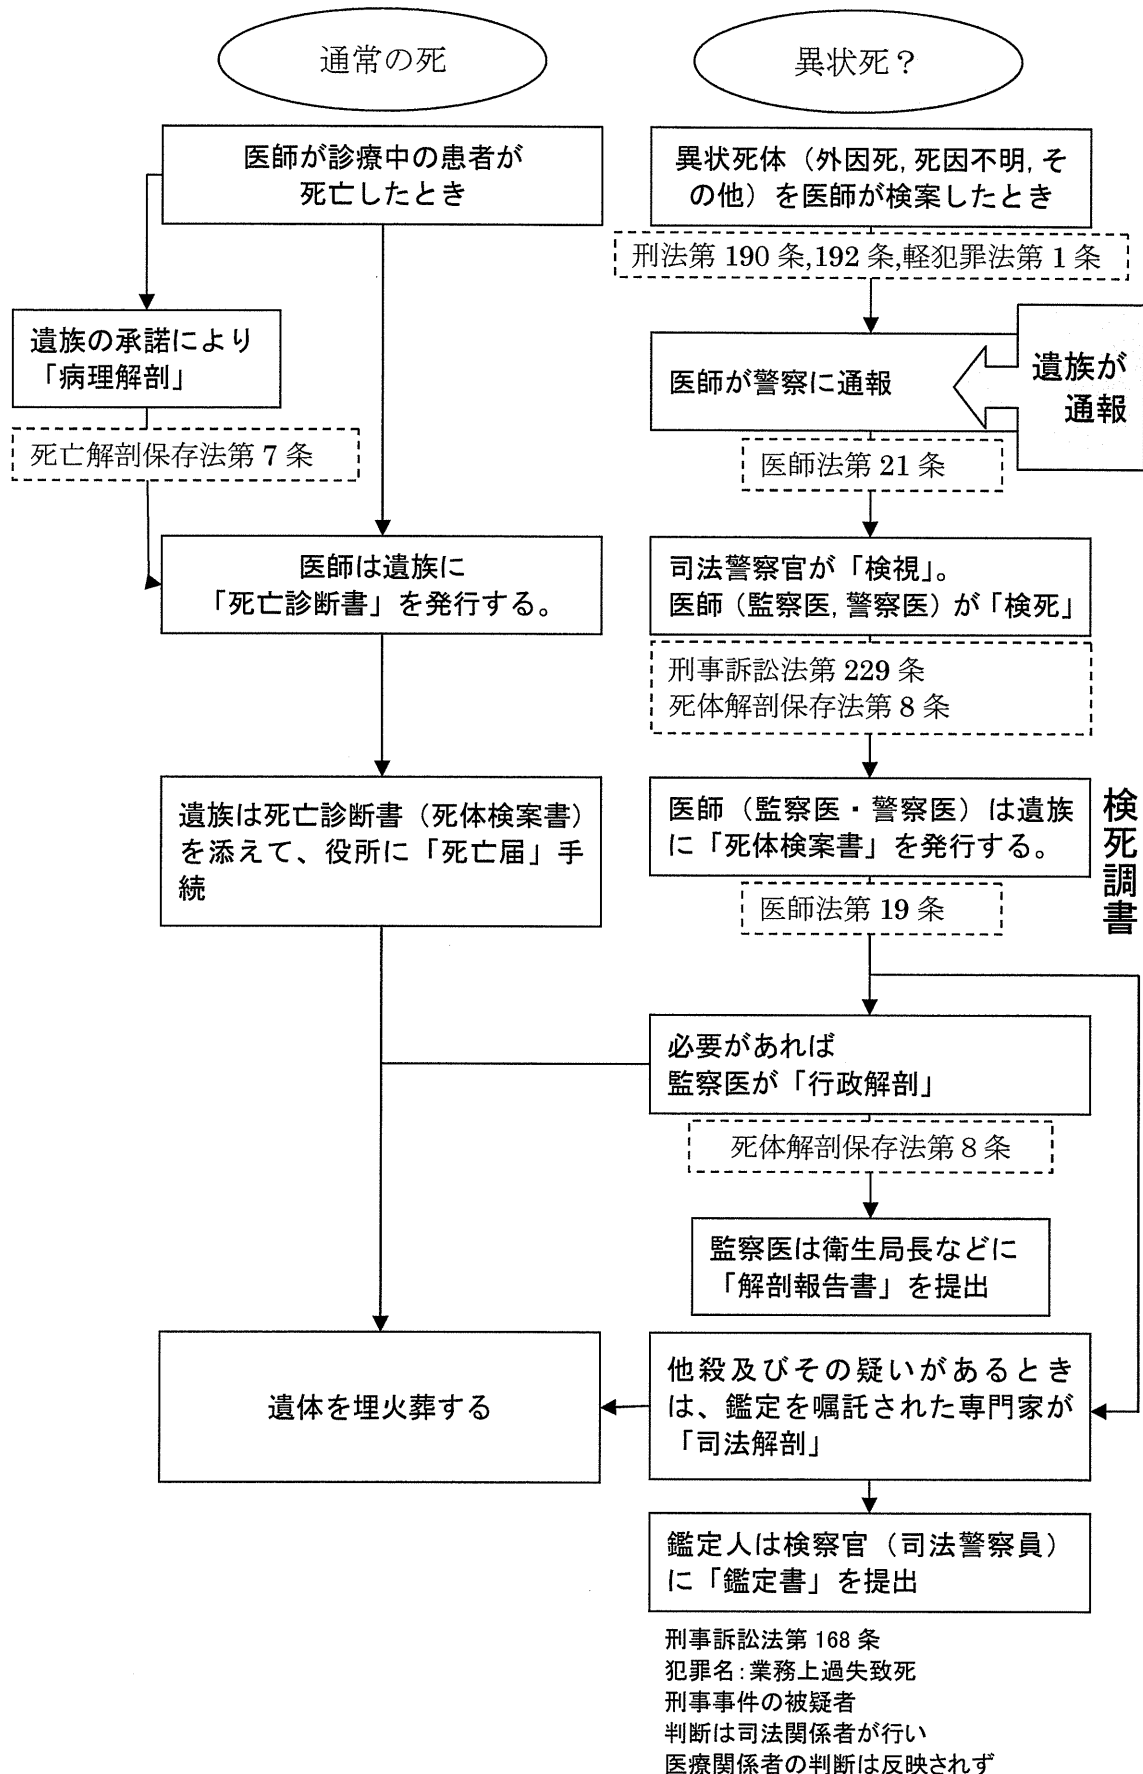 通常の死
医師が診療中の患者が
死亡したとき
遺族の承諾により
「病理解剖」
死亡解剖保存法第 7 条
医師は遺族に
「死亡診断書」を発行する。
遺族は死亡診断書（死体検案書）
を添えて、役所に「死亡届」手
続
遺体を埋火葬する
異状死？
異状死体（外因死,死因不明,そ
の他）を医師が検案したとき
刑法第 190 条,192 条,軽犯罪法第 1 条
医師が警察に通報
遺族が
通報
医師法第 21 条
司法警察官が「検視」。
医師（監察医,警察医）が「検死」
刑事訴訟法第 229 条
死体解剖保存法第 8 条
医師（監察医・警察医）は遺族
に「死体検案書」を発行する。
検死調書
医師法第 19 条
必要があれば
監察医が「行政解剖」
死体解剖保存法第 8 条
監察医は衛生局長などに
「解剖報告書」を提出
他殺及びその疑いがあるとき
は、鑑定を嘱託された専門家が
「司法解剖」
鑑定人は検察官（司法警察員）
に「鑑定書」を提出
刑事訴訟法第 168 条
犯罪名:業務上過失致死
刑事事件の被疑者
判断は司法関係者が行い
医療関係者の判断は反映されず